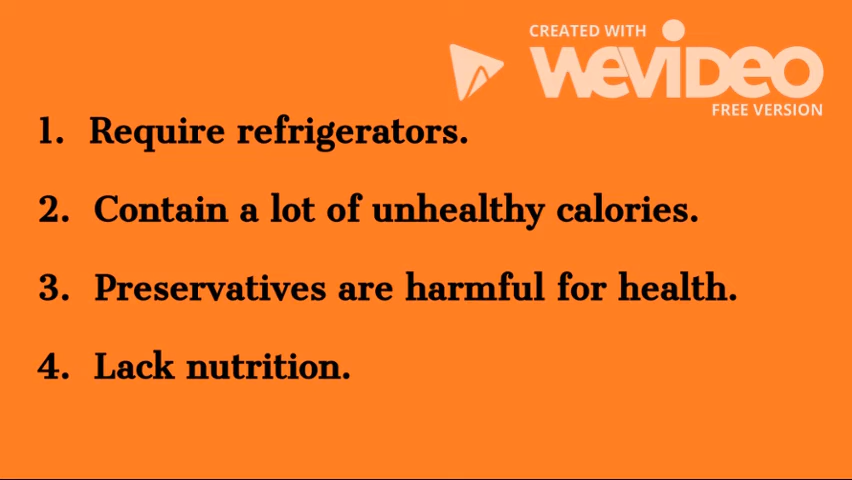 CREATED WITH
WeVideo
FREE VERSION
1. Require refrigerators.
2. Contain a lot of unhealthy calories.
3. Preservatives are harmful for health.
4. Lack nutrition.